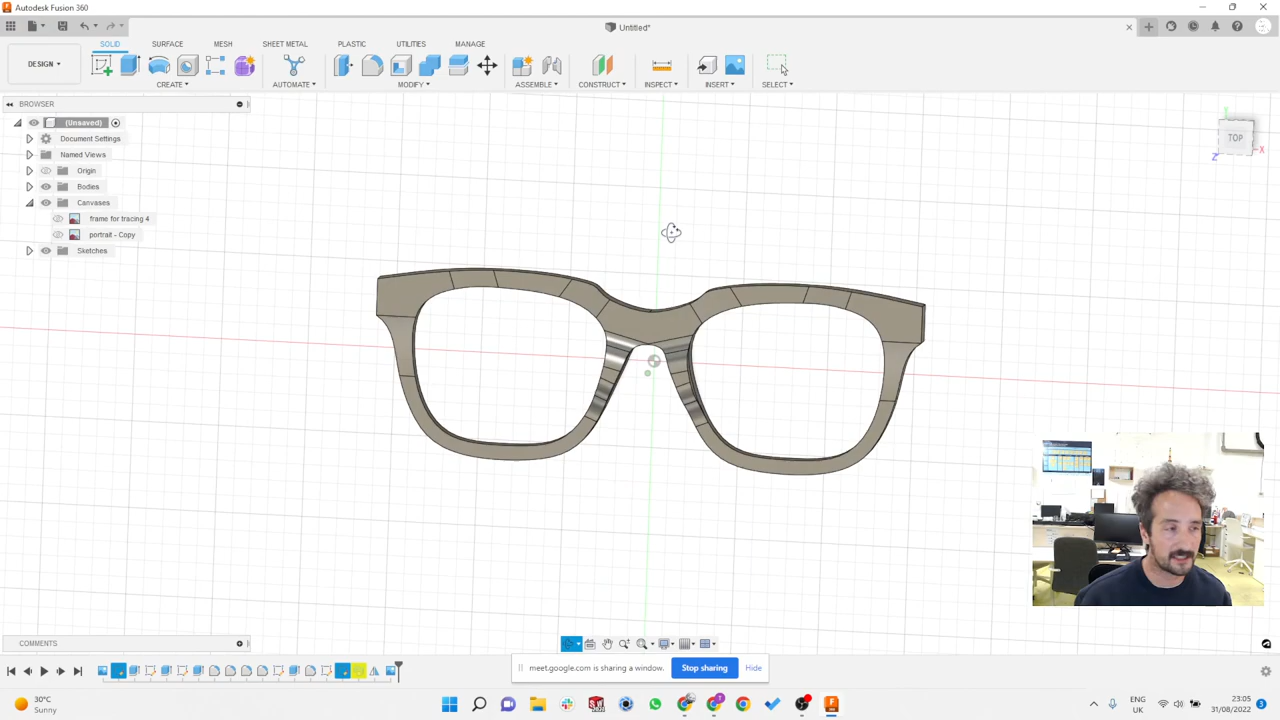 Autodesk Fusion 360
Untitled*
SOLID
SURFACE
MESH
SHEET METAL
PLASTIC
UTILITIES
MANAGE
DESIGN
CREATE
AUTOMATE
MODIFY
ASSEMBLE
CONSTRUCT
INSPECT
INSERT
SELECT
BROWSER
(Unsaved)
Document Settings
Named Views
Origin
Bodies
Canvases
frame for tracing 4
portrait - Copy
Sketches
TOP
X
Z
COMMENTS
meet.google.com is sharing a window.
Stop sharing
Hide
30°C
Sunny
ENG
UK
23:05
31/08/2022
3